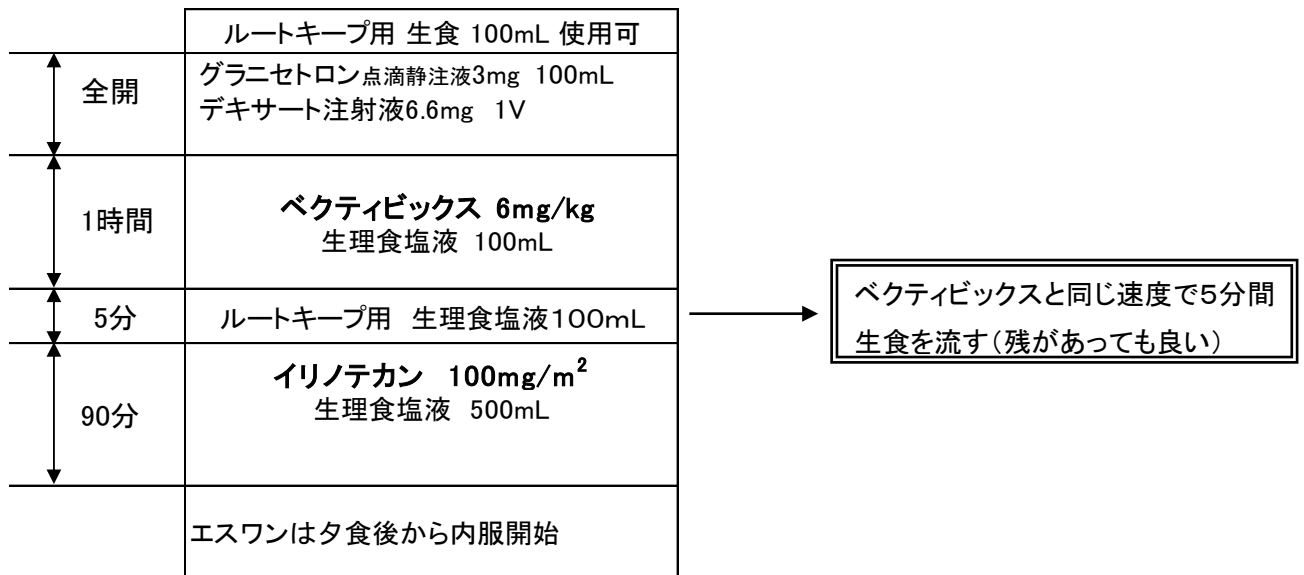 ルートキープ用 生食 100mL 使用可
全開
グラニセトロン点滴静注液3mg 100mL
デキサート注射液6.6mg 1V
1時間
ベクティビックス 6mg/kg
生理食塩液 100mL
5分
ルートキープ用 生理食塩液100mL
ベクティビックスと同じ速度で5分間
生食を流す(残があっても良い)
90分
イリノテカン 100mg/m²
生理食塩液 500mL
エスワンは夕食後から内服開始